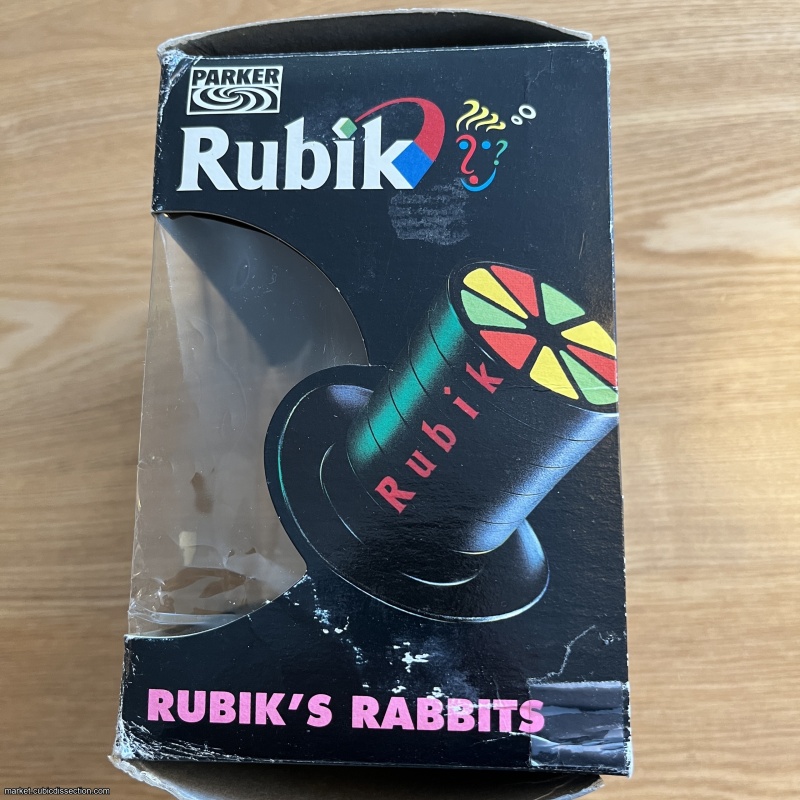 PARKER
Rubik
Rubik
RUBIK'S RABBITS
market.cubicdissection.com